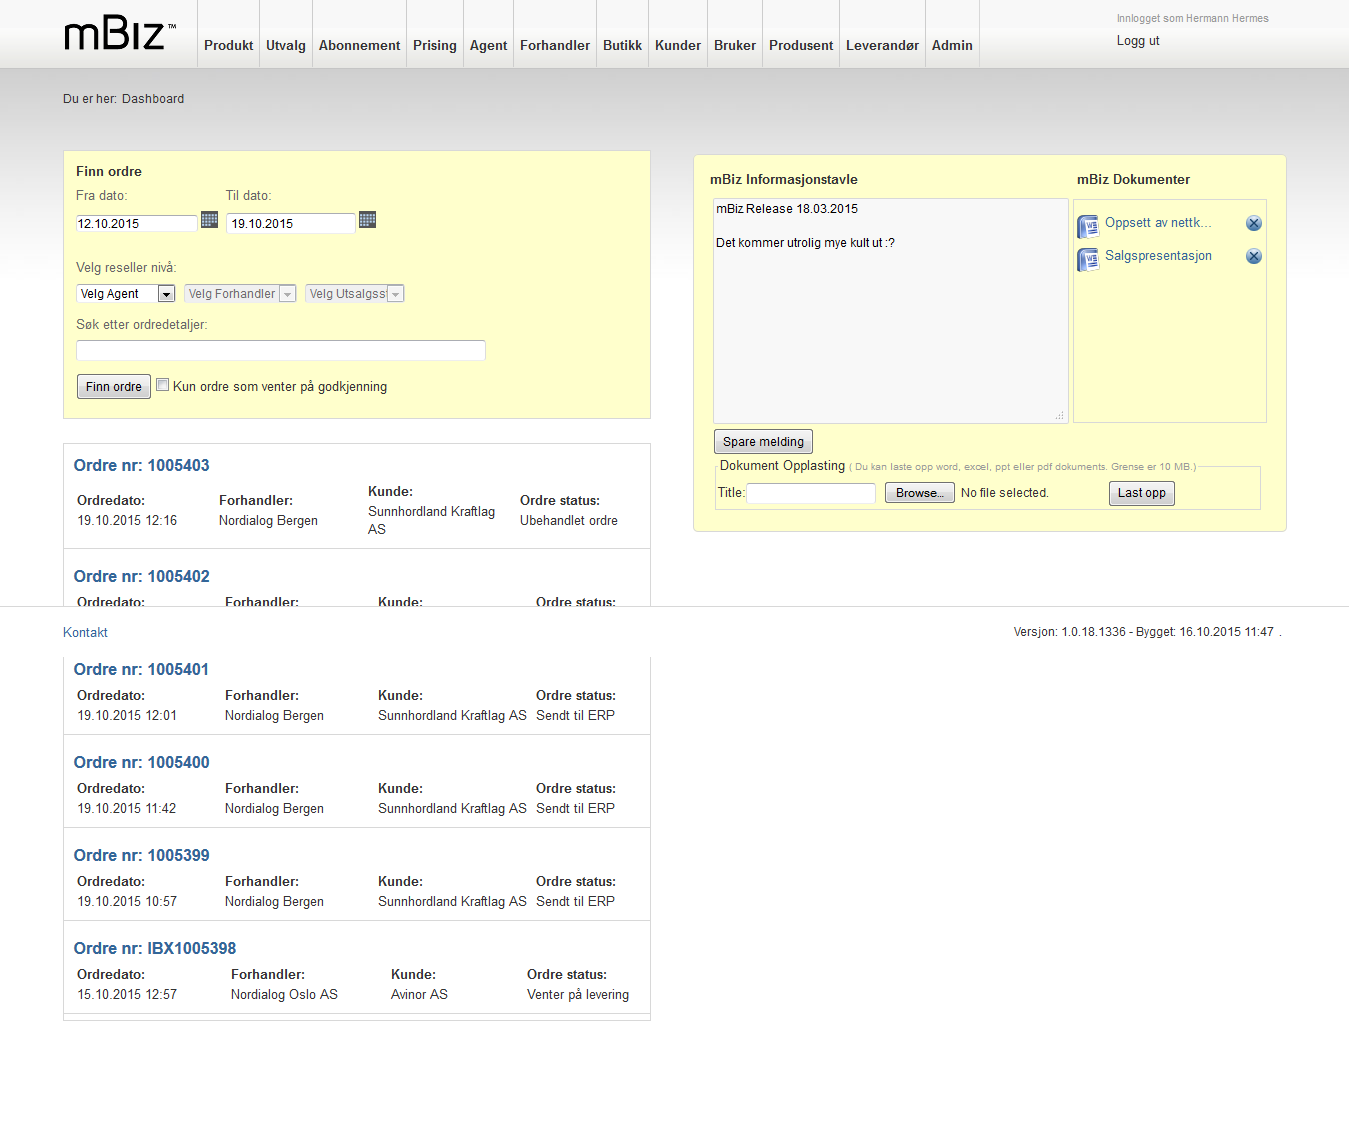 mBiz™
Produkt Utvalg Abonnement Prising Agent Forhandler Butikk Kunder Bruker Produsent Leverandør Admin
Innlogget som Hermann Hermes
Logg ut
Du er her: Dashboard
Finn ordre
Fra dato: Til dato:
12.10.2015 19.10.2015
Velg reseller nivå:
Velg Agent Velg Forhandler Velg Utsalgss
Søk etter ordredetaljer:
Finn ordre Kun ordre som venter på godkjenning
mBiz Informasjonstavle
mBiz Release 18.03.2015
Det kommer utrolig mye kult ut :?
mBiz Dokumenter
Oppsett av nettk...
Salgspresentasjon
Spare melding
Dokument Opplasting ( Du kan laste opp word, excel, ppt eller pdf dokuments. Grense er 10 MB.)
Title: Browse... No file selected. Last opp
Ordre nr: 1005403
Ordredato: Forhandler: Kunde: Ordre status:
19.10.2015 12:16 Nordialog Bergen Sunnhordland Kraftlag Ubehandlet ordre
AS
Ordre nr: 1005402
Ordredato: Forhandler: Kunde: Ordre status:
Kontakt Versjon: 1.0.18.1336 - Bygget: 16.10.2015 11:47 .
Ordre nr: 1005401
Ordredato: Forhandler: Kunde: Ordre status:
19.10.2015 12:01 Nordialog Bergen Sunnhordland Kraftlag AS Sendt til ERP
Ordre nr: 1005400
Ordredato: Forhandler: Kunde: Ordre status:
19.10.2015 11:42 Nordialog Bergen Sunnhordland Kraftlag AS Sendt til ERP
Ordre nr: 1005399
Ordredato: Forhandler: Kunde: Ordre status:
19.10.2015 10:57 Nordialog Bergen Sunnhordland Kraftlag AS Sendt til ERP
Ordre nr: IBX1005398
Ordredato: Forhandler: Kunde: Ordre status:
15.10.2015 12:57 Nordialog Oslo AS Avinor AS Venter på levering